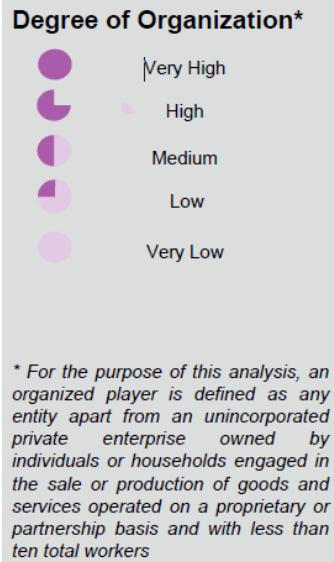 Degree of Organization*
Very High
High
Medium
Low
Very Low
* For the purpose of this analysis, an
organized player is defined as any
entity apart from an unincorporated
private enterprise owned by
individuals or households engaged in
the sale or production of goods and
services operated on a proprietary or
partnership basis and with less than
ten total workers